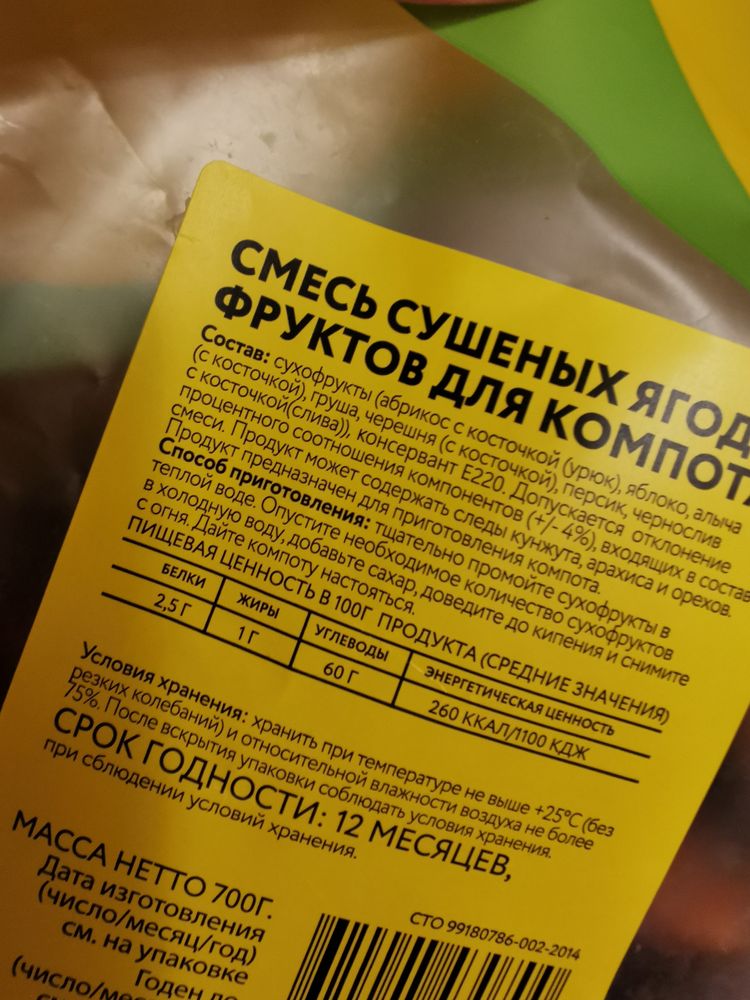 СМЕСЬ СУШЕНЫХ ЯГОД
ФРУКТОВ ДЛЯ КОМПОТ
Состав: сухофрукты (абрикос с косточкой (урюк), яблоко, алыча
(с косточкой), груша, черешня (с косточкой), персик, чернослив
с косточкой(слива)), консервант Е220. Допускается отклонение
процентного соотношения компонентов (+/- 4%), входящих в состав
смеси. Продукт может содержать следы кунжута, арахиса и орехов.
Продукт предназначен для приготовления компота.
Способ приготовления: тщательно промойте сухофрукты в
теплой воде. Опустите необходимое количество сухофруктов
в холодную воду, добавьте сахар, доведите до кипения и снимите
с огня. Дайте компоту настояться.
ПИЩЕВАЯ ЦЕННОСТЬ В 100Г ПРОДУКТА (СРЕДНИЕ ЗНАЧЕНИЯ)
БЕЛКИ ЖИРЫ УГЛЕВОДЫ ЭНЕРГЕТИЧЕСКАЯ ЦЕННОСТЬ
2,5 Г 1 Г 60 Г 260 ККАЛ/1100 КДЖ
Условия хранения: хранить при температуре не выше +25°С (без
резких колебаний) и относительной влажности воздуха не более
75%. После вскрытия упаковки соблюдать условия хранения.
СРОК ГОДНОСТИ: 12 МЕСЯЦЕВ,
при сблюдении условий хранения.
МАССА НЕТТО 700Г.
Дата изготовления
(число/месяц/год)
см. на упаковке
Годен до
(число/мес
СТО 99180786-002-2014